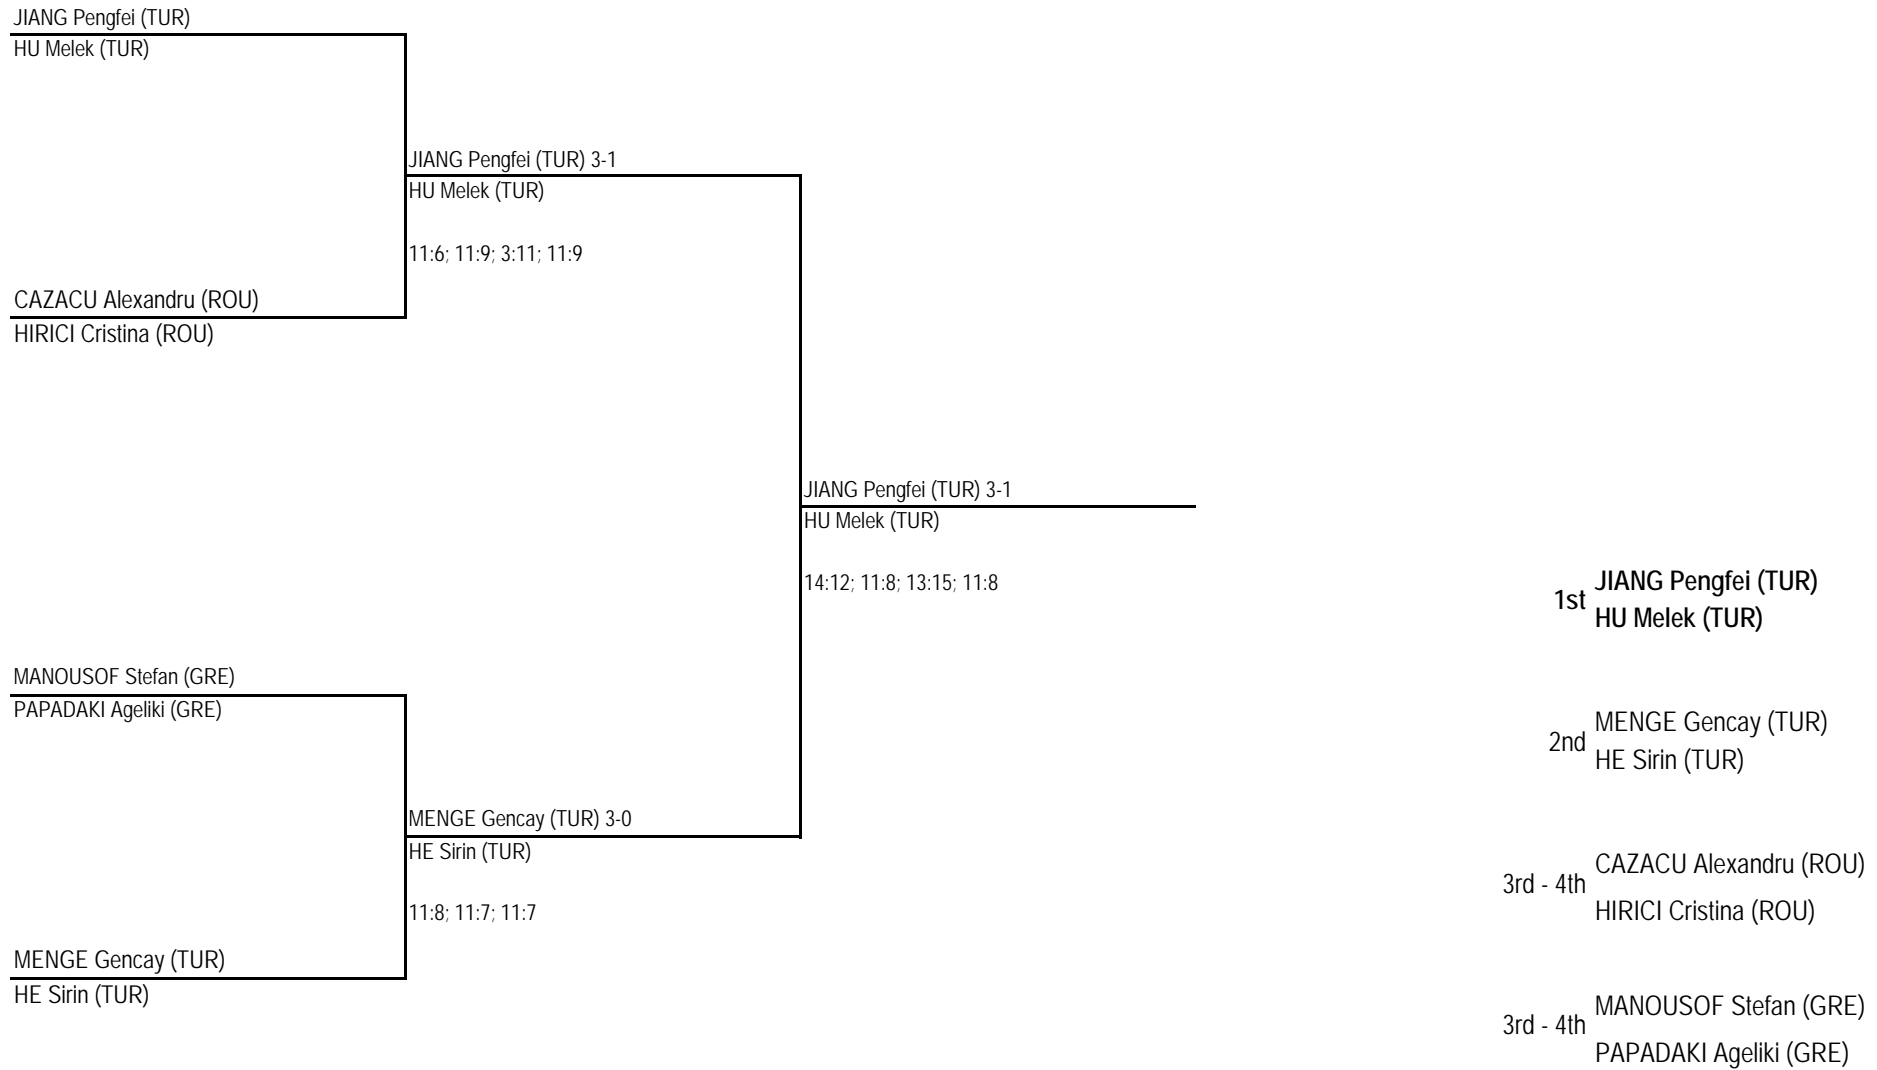 JIANG Pengfei (TUR)
HU Melek (TUR)
JIANG Pengfei (TUR) 3-1
HU Melek (TUR)
11:6; 11:9; 3:11; 11:9
CAZACU Alexandru (ROU)
HIRICI Cristina (ROU)
JIANG Pengfei (TUR) 3-1
HU Melek (TUR)
14:12; 11:8; 13:15; 11:8
MANOUSOF Stefan (GRE)
PAPADAKI Ageliki (GRE)
MENGE Gencay (TUR) 3-0
HE Sirin (TUR)
11:8; 11:7; 11:7
MENGE Gencay (TUR)
HE Sirin (TUR)
1st
JIANG Pengfei (TUR)
HU Melek (TUR)
2nd
MENGE Gencay (TUR)
HE Sirin (TUR)
3rd - 4th
CAZACU Alexandru (ROU)
HIRICI Cristina (ROU)
3rd - 4th
MANOUSOF Stefan (GRE)
PAPADAKI Ageliki (GRE)